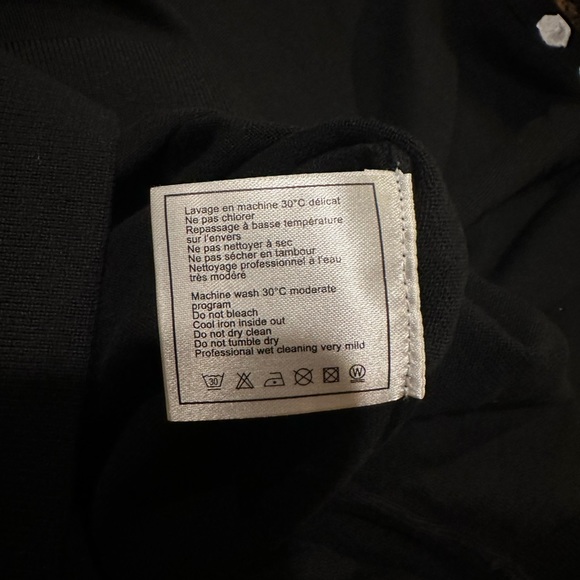 Lavage en machine 30°C délicat
Ne pas chlorer
Repassage à basse température
sur l'envers
Ne pas nettoyer à sec
Ne pas sécher en tambour
Nettoyage professionnel à l'eau
très modéré
Machine wash 30°C moderate
program
Do not bleach
Cool iron inside out
Do not dry clean
Do not tumble dry
Professional wet cleaning very mild
30 W